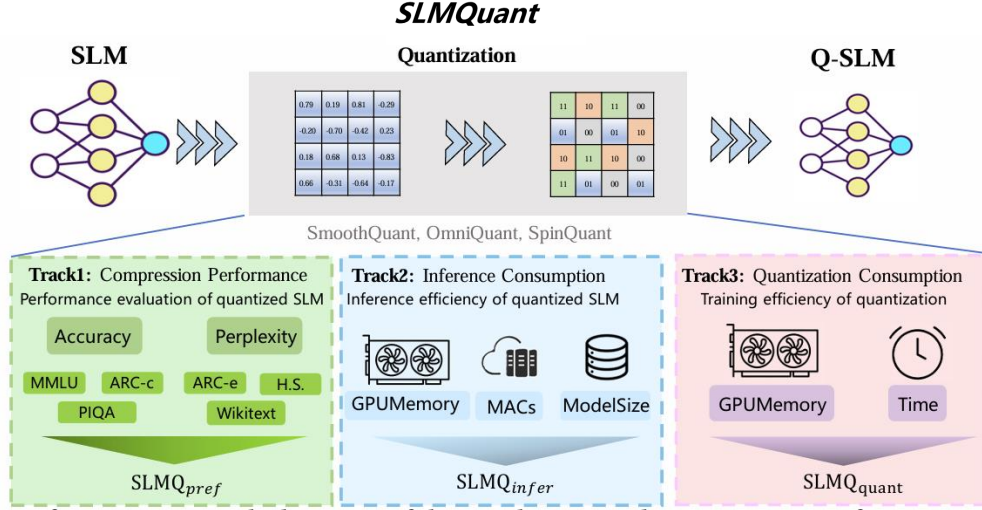 SLMQuant
SLM
Quantization
Q-SLM
0.79 0.19 0.81 -0.29
-0.20 -0.70 -0.42 0.23
0.18 0.68 0.13 -0.83
0.66 -0.31 -0.64 -0.17
11 10 11 00
01 00 01 10
10 11 10 00
11 01 00 01
SmoothQuant, OmniQuant, SpinQuant
Track1: Compression Performance
Performance evaluation of quantized SLM
Accuracy
Perplexity
MMLU
ARC-c
ARC-e
H.S.
PIQA
Wikitext
SLMQpref
Track2: Inference Consumption
Inference efficiency of quantized SLM
GPUMemory
MACs
ModelSize
SLMQinfer
Track3: Quantization Consumption
Training efficiency of quantization
GPUMemory
Time
SLMQquant